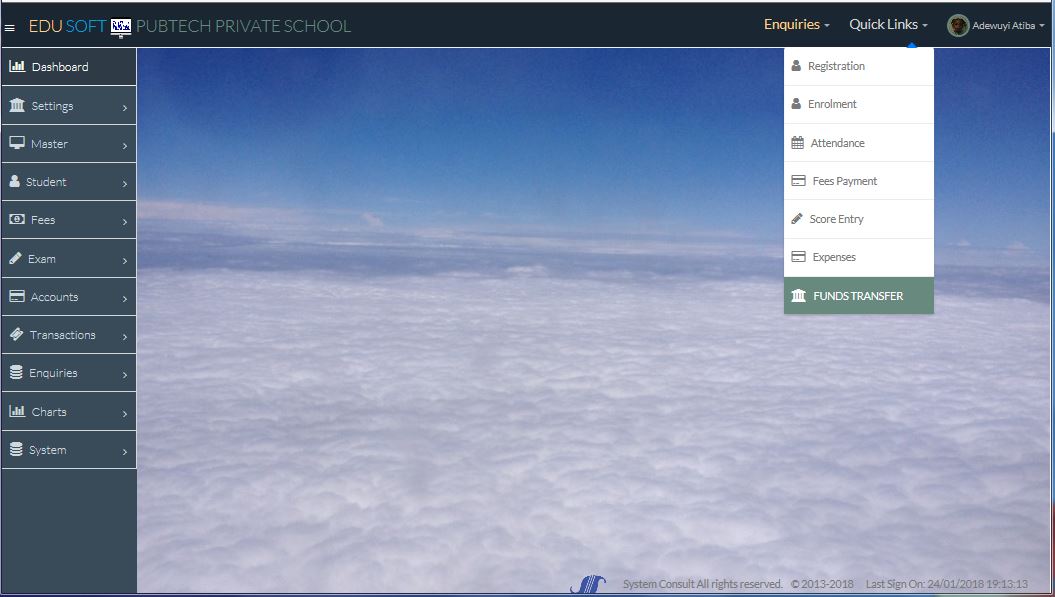 EDU SOFT PUBTECH PRIVATE SCHOOL
Enquiries Quick Links Adewuyi Atiba
Dashboard
Settings
Master
Student
Fees
Exam
Accounts
Transactions
Enquiries
Charts
System
Registration
Enrolment
Attendance
Fees Payment
Score Entry
Expenses
FUNDS TRANSFER
System Consult All rights reserved. © 2013-2018 Last Sign On: 24/01/2018 19:13:13